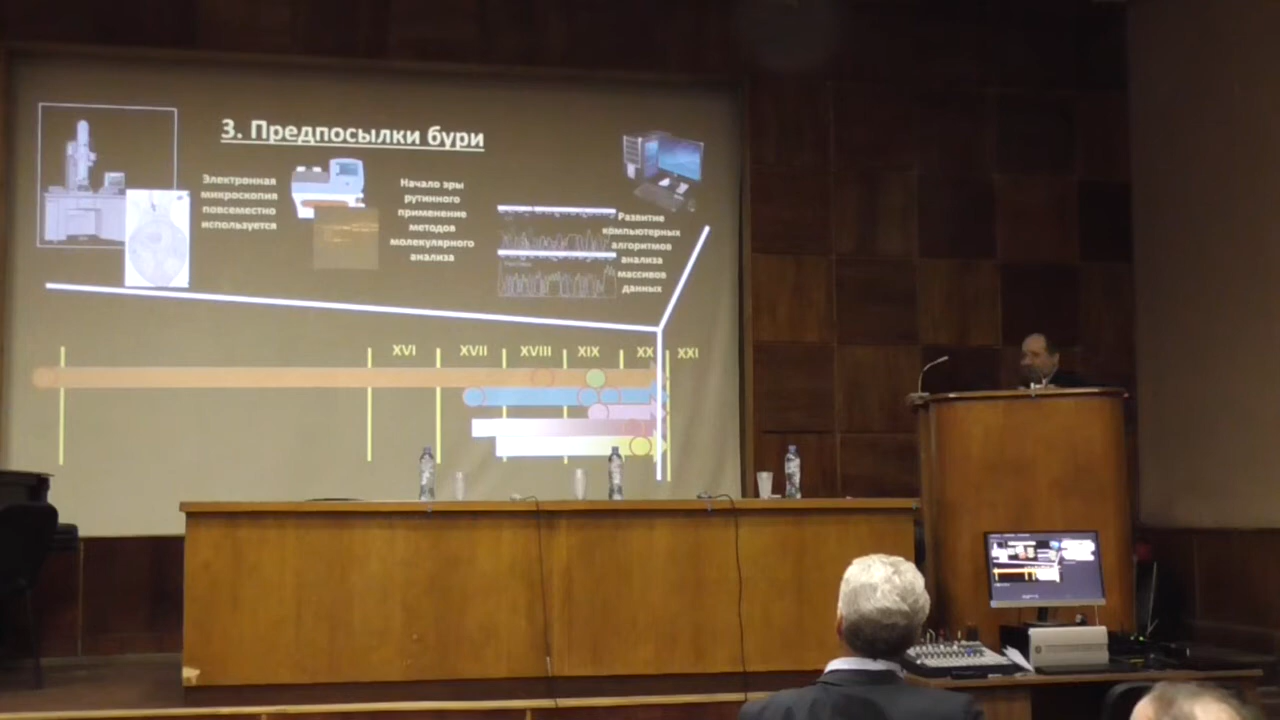 3. Предпосылки бури
Электронная
микроскопия
повсеместно
используется
Начало эры
рутинного
применение
методов
молекулярного
анализа
Развитие
компьютерных
алгоритмов
анализа
массивов
данных
XVI XVII XVIII XIX XX XXI